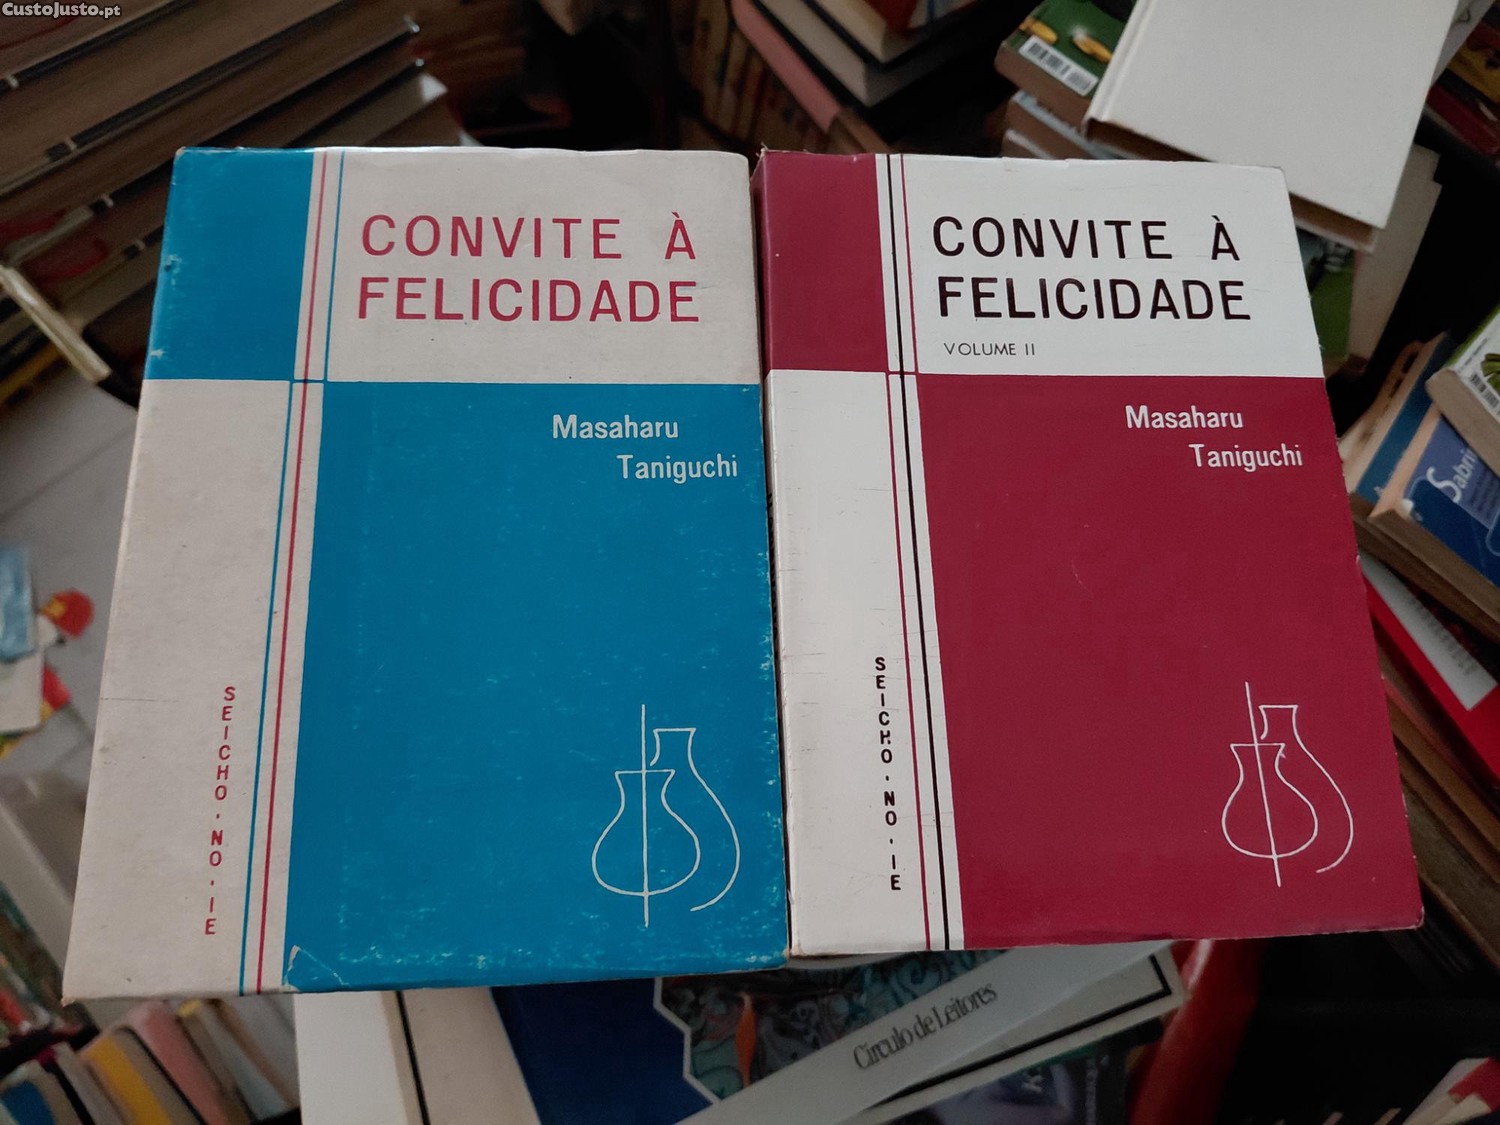 CustoJusto.pt
CONVITE À
FELICIDADE
Masaharu
Taniguchi
SEICHO-NO-IE
CONVITE À
FELICIDADE
VOLUME II
Masaharu
Taniguchi
SEICHO-NO-IE
Sabri
Círculo de Leitores